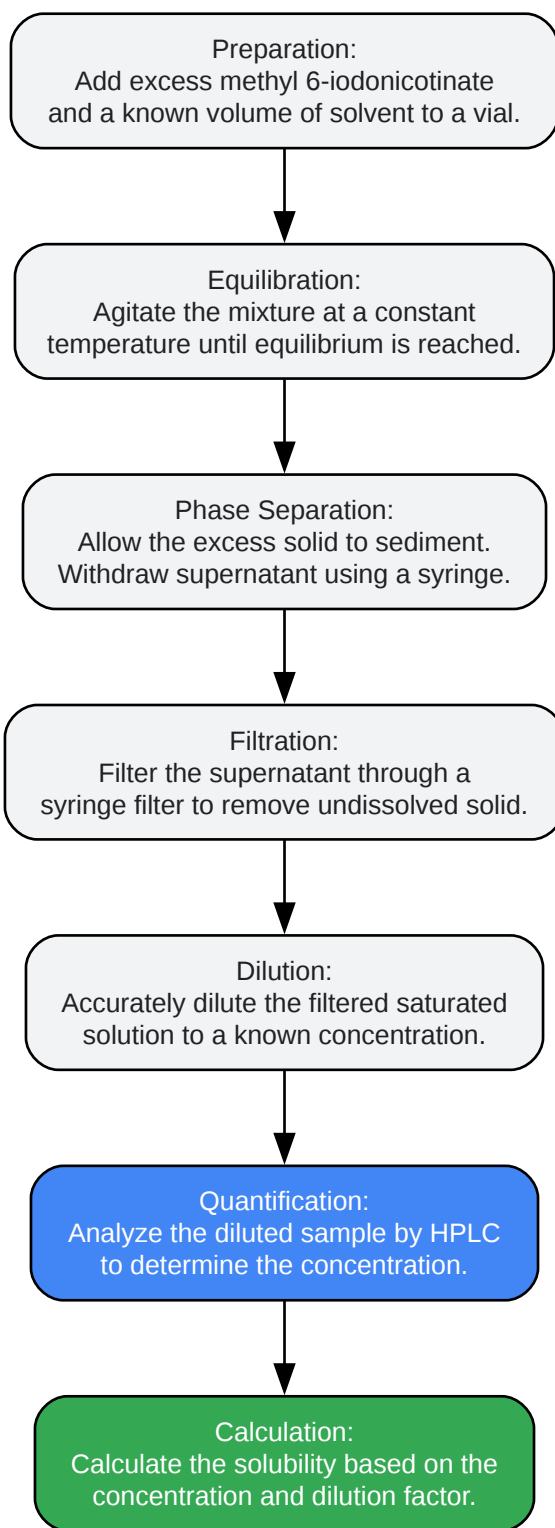 Preparation:
Add excess methyl 6-iodonicotinate
and a known volume of solvent to a vial.
Equilibration:
Agitate the mixture at a constant
temperature until equilibrium is reached.
Phase Separation:
Allow the excess solid to sediment.
Withdraw supernatant using a syringe.
Filtration:
Filter the supernatant through a
syringe filter to remove undissolved solid.
Dilution:
Accurately dilute the filtered saturated
solution to a known concentration.
Quantification:
Analyze the diluted sample by HPLC
to determine the concentration.
Calculation:
Calculate the solubility based on the
concentration and dilution factor.